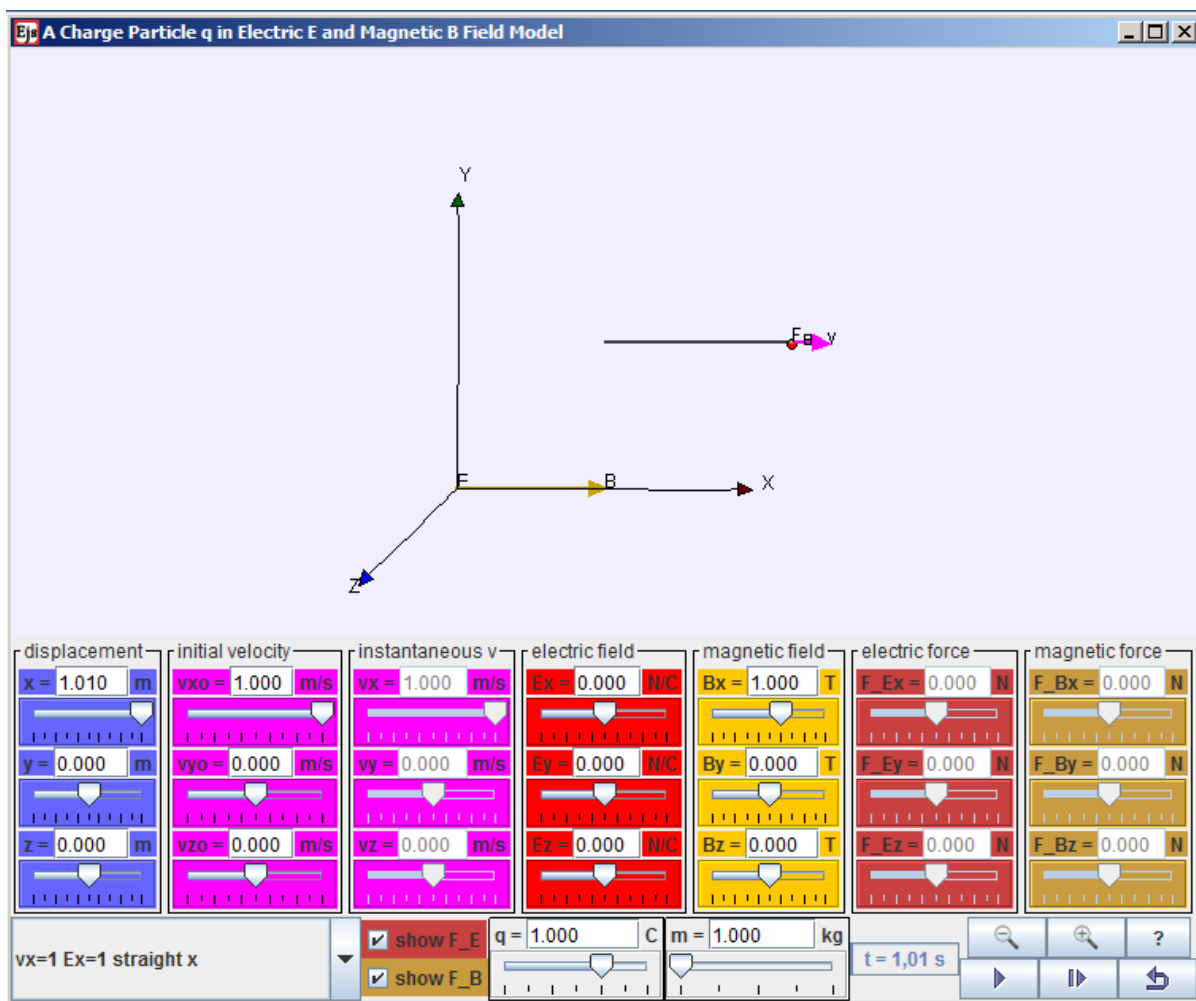 Ejs A Charge Particle q in Electric E and Magnetic B Field Model
Y
v
B
X
Z
displacement initial velocity instantaneous v electric field magnetic field electric force magnetic force
x = 1.010 m vxo = 1.000 m/s vx = 1.000 m/s Ex = 0.000 N/C Bx = 1.000 T F_Ex = 0.000 N F_Bx = 0.000 N
y = 0.000 m vyo = 0.000 m/s vy = 0.000 m/s Ey = 0.000 N/C By = 0.000 T F_Ey = 0.000 N F_By = 0.000 N
z = 0.000 m vzo = 0.000 m/s vz = 0.000 m/s Ez = 0.000 N/C Bz = 0.000 T F_Ez = 0.000 N F_Bz = 0.000 N
vx=1 Ex=1 straight x
show F_E
show F_B
q = 1.000 C
m = 1.000 kg
t = 1,01 s
?